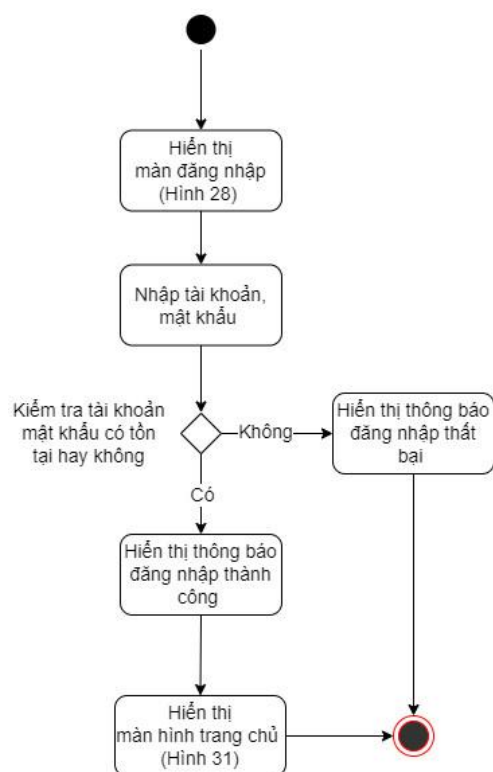 Hiển thị
màn đăng nhập
(Hình 28)
Nhập tài khoản,
mật khẩu
Kiểm tra tài khoản
mật khẩu có tồn
tại hay không
Không
Hiển thị thông báo
đăng nhập thất
bại
Có
Hiển thị thông báo
đăng nhập thành
công
Hiển thị
màn hình trang chủ
(Hình 31)